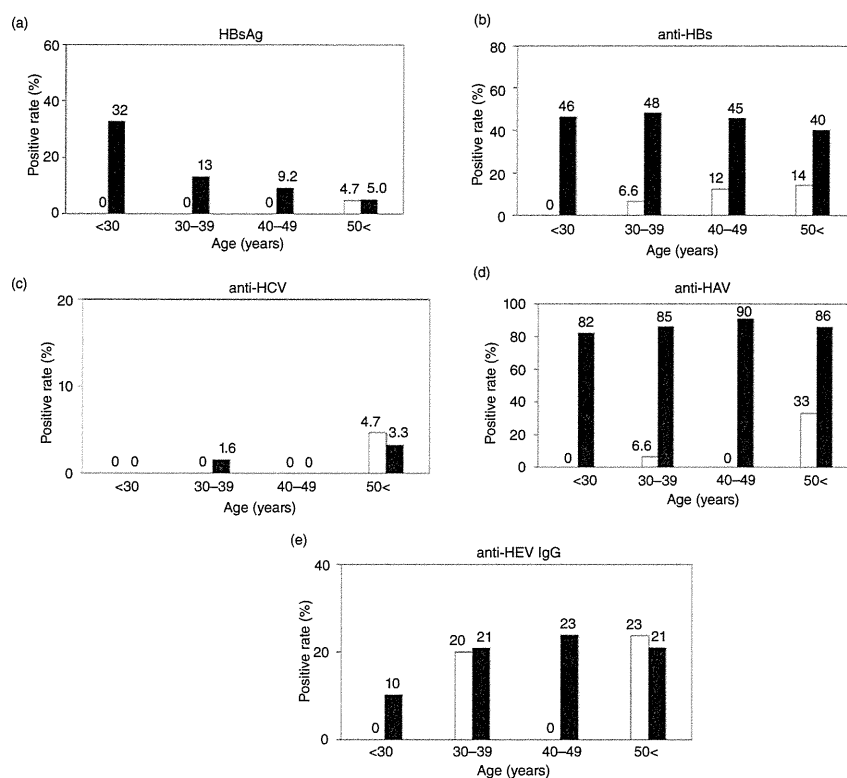 (a)
HBsAg
Positive rate (%)
60
40
20
0
0 32
0 13
0 9.2
4.7 5.0
<30 30–39 40–49 50<
Age (years)
(b)
anti-HBs
Positive rate (%)
80
60
40
20
0
0 46
6.6 48
12 45
14 40
<30 30–39 40–49 50<
Age (years)
(c)
anti-HCV
Positive rate (%)
20
10
0
0 0
0 1.6
0 0
4.7 3.3
<30 30–39 40–49 50<
Age (years)
(d)
anti-HAV
Positive rate (%)
100
80
60
40
20
0
0 82
6.6 85
0 90
33 86
<30 30–39 40–49 50<
Age (years)
(e)
anti-HEV IgG
Positive rate (%)
40
20
0
0 10
20 21
0 23
23 21
<30 30–39 40–49 50<
Age (years)